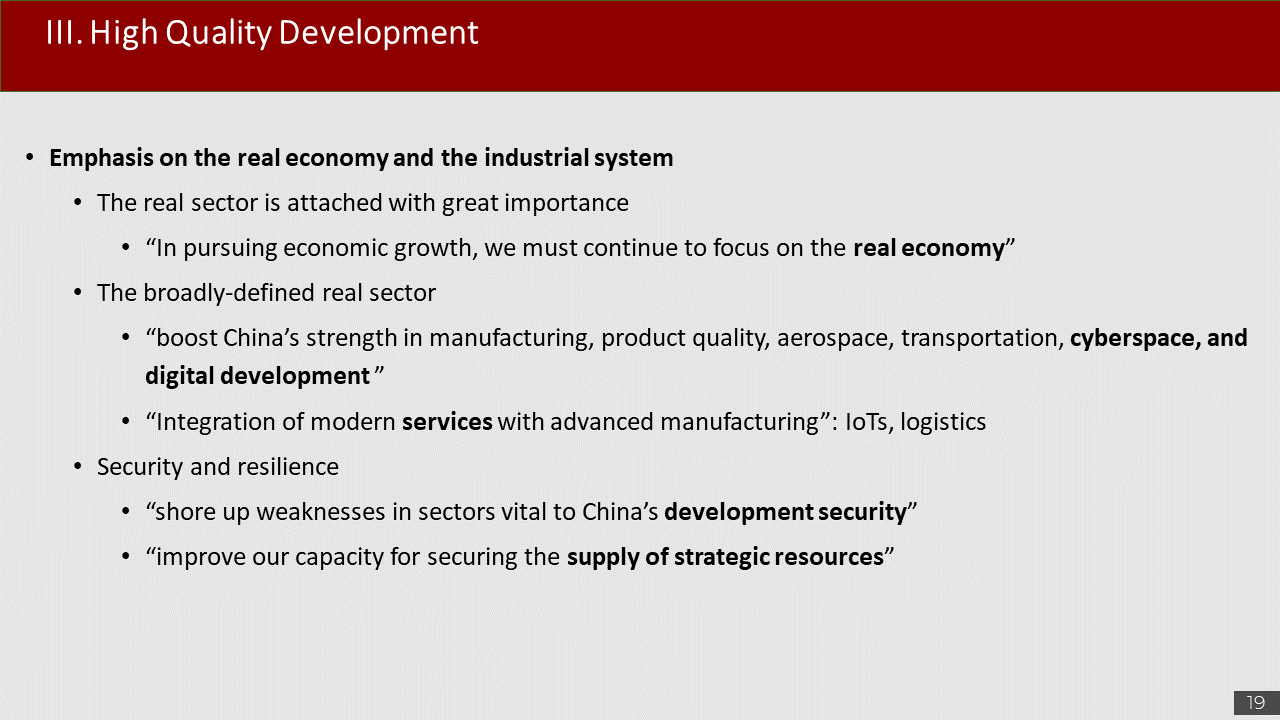 III. High Quality Development
• Emphasis on the real economy and the industrial system
• The real sector is attached with great importance
• “In pursuing economic growth, we must continue to focus on the real economy”
• The broadly-defined real sector
• “boost China’s strength in manufacturing, product quality, aerospace, transportation, cyberspace, and
digital development”
• “Integration of modern services with advanced manufacturing”: IoTs, logistics
• Security and resilience
• “shore up weaknesses in sectors vital to China’s development security”
• “improve our capacity for securing the supply of strategic resources”
19